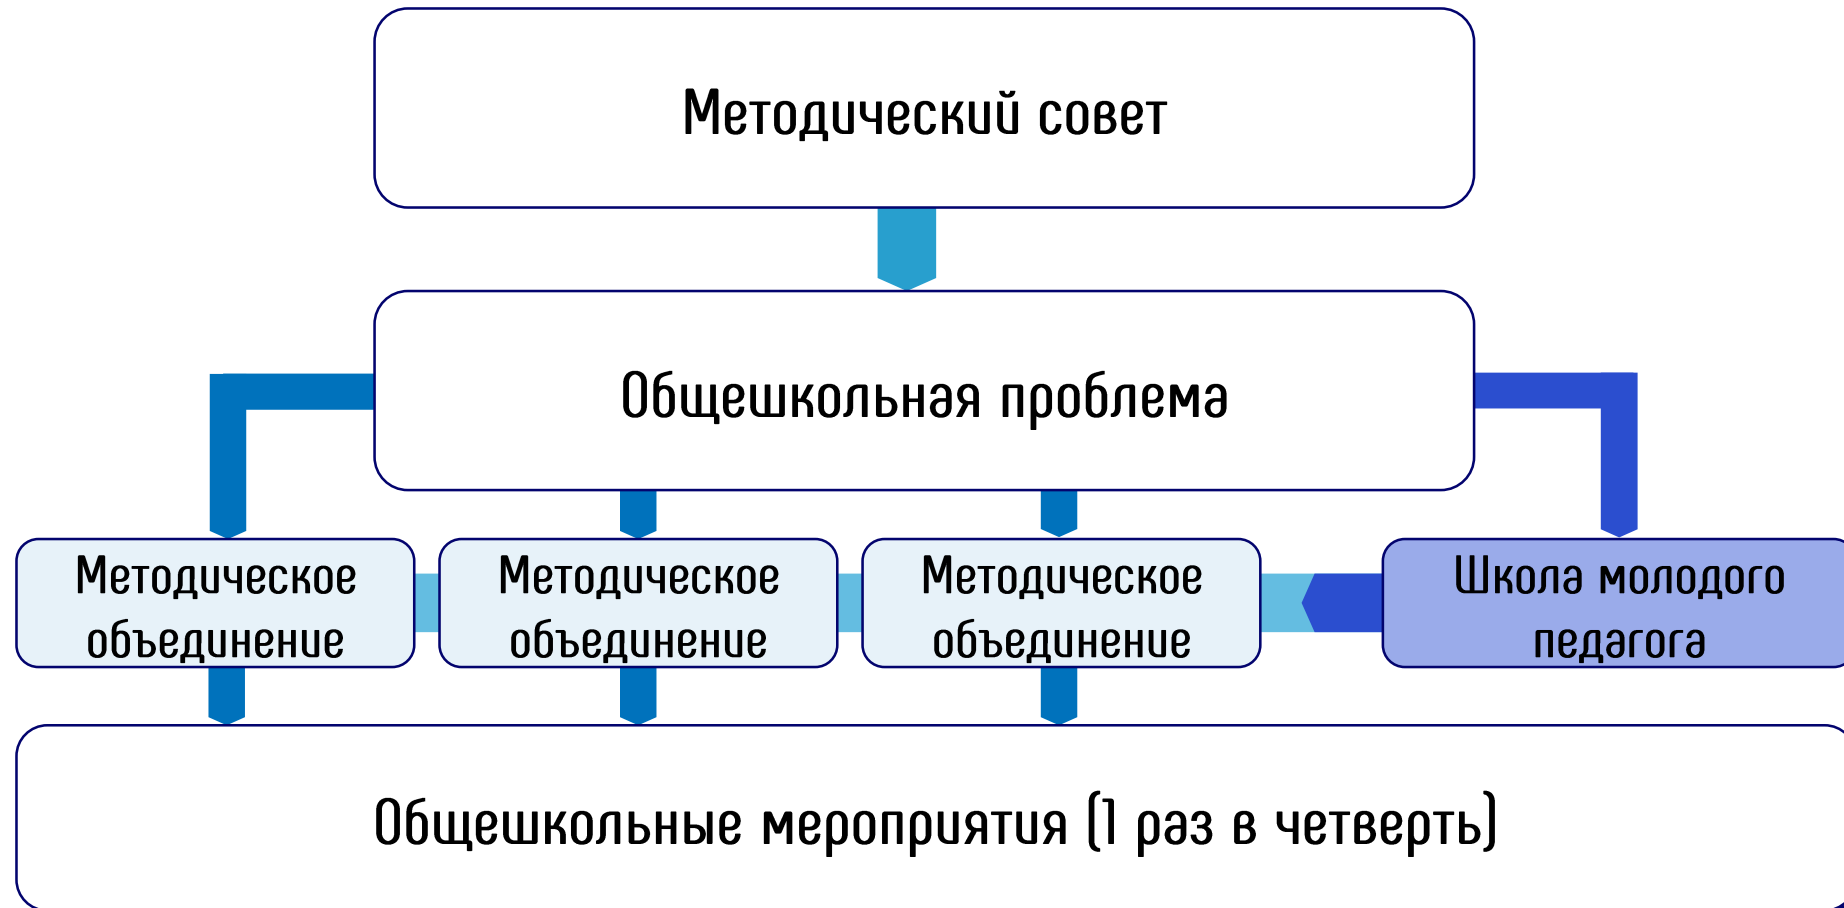 Методический совет
Общешкольная проблема
Методическое
объединение
Методическое
объединение
Методическое
объединение
Школа молодого
педагога
Общешкольные мероприятия (1 раз в четверть)